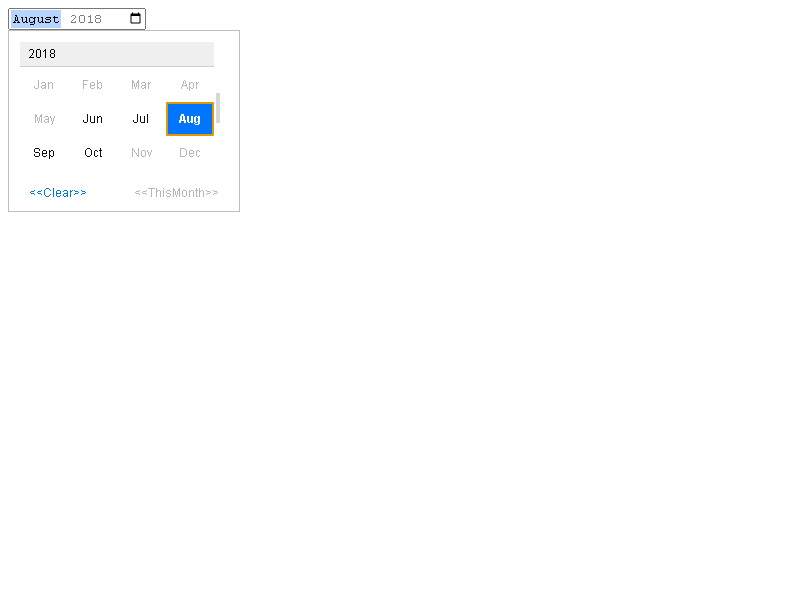 August 2018
2018
Jan Feb Mar Apr
May Jun Jul Aug
Sep Oct Nov Dec
<<Clear>> <<ThisMonth>>